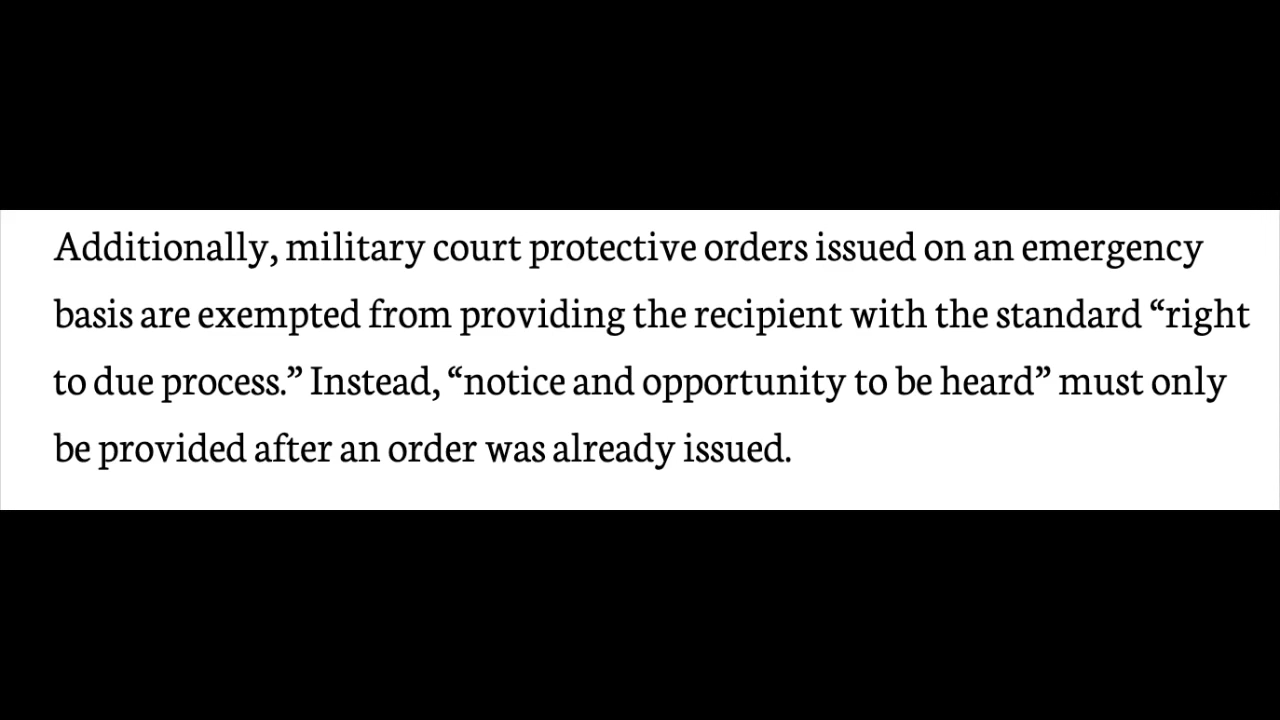 Additionally, military court protective orders issued on an emergency
basis are exempted from providing the recipient with the standard “right
to due process.” Instead, “notice and opportunity to be heard” must only
be provided after an order was already issued.